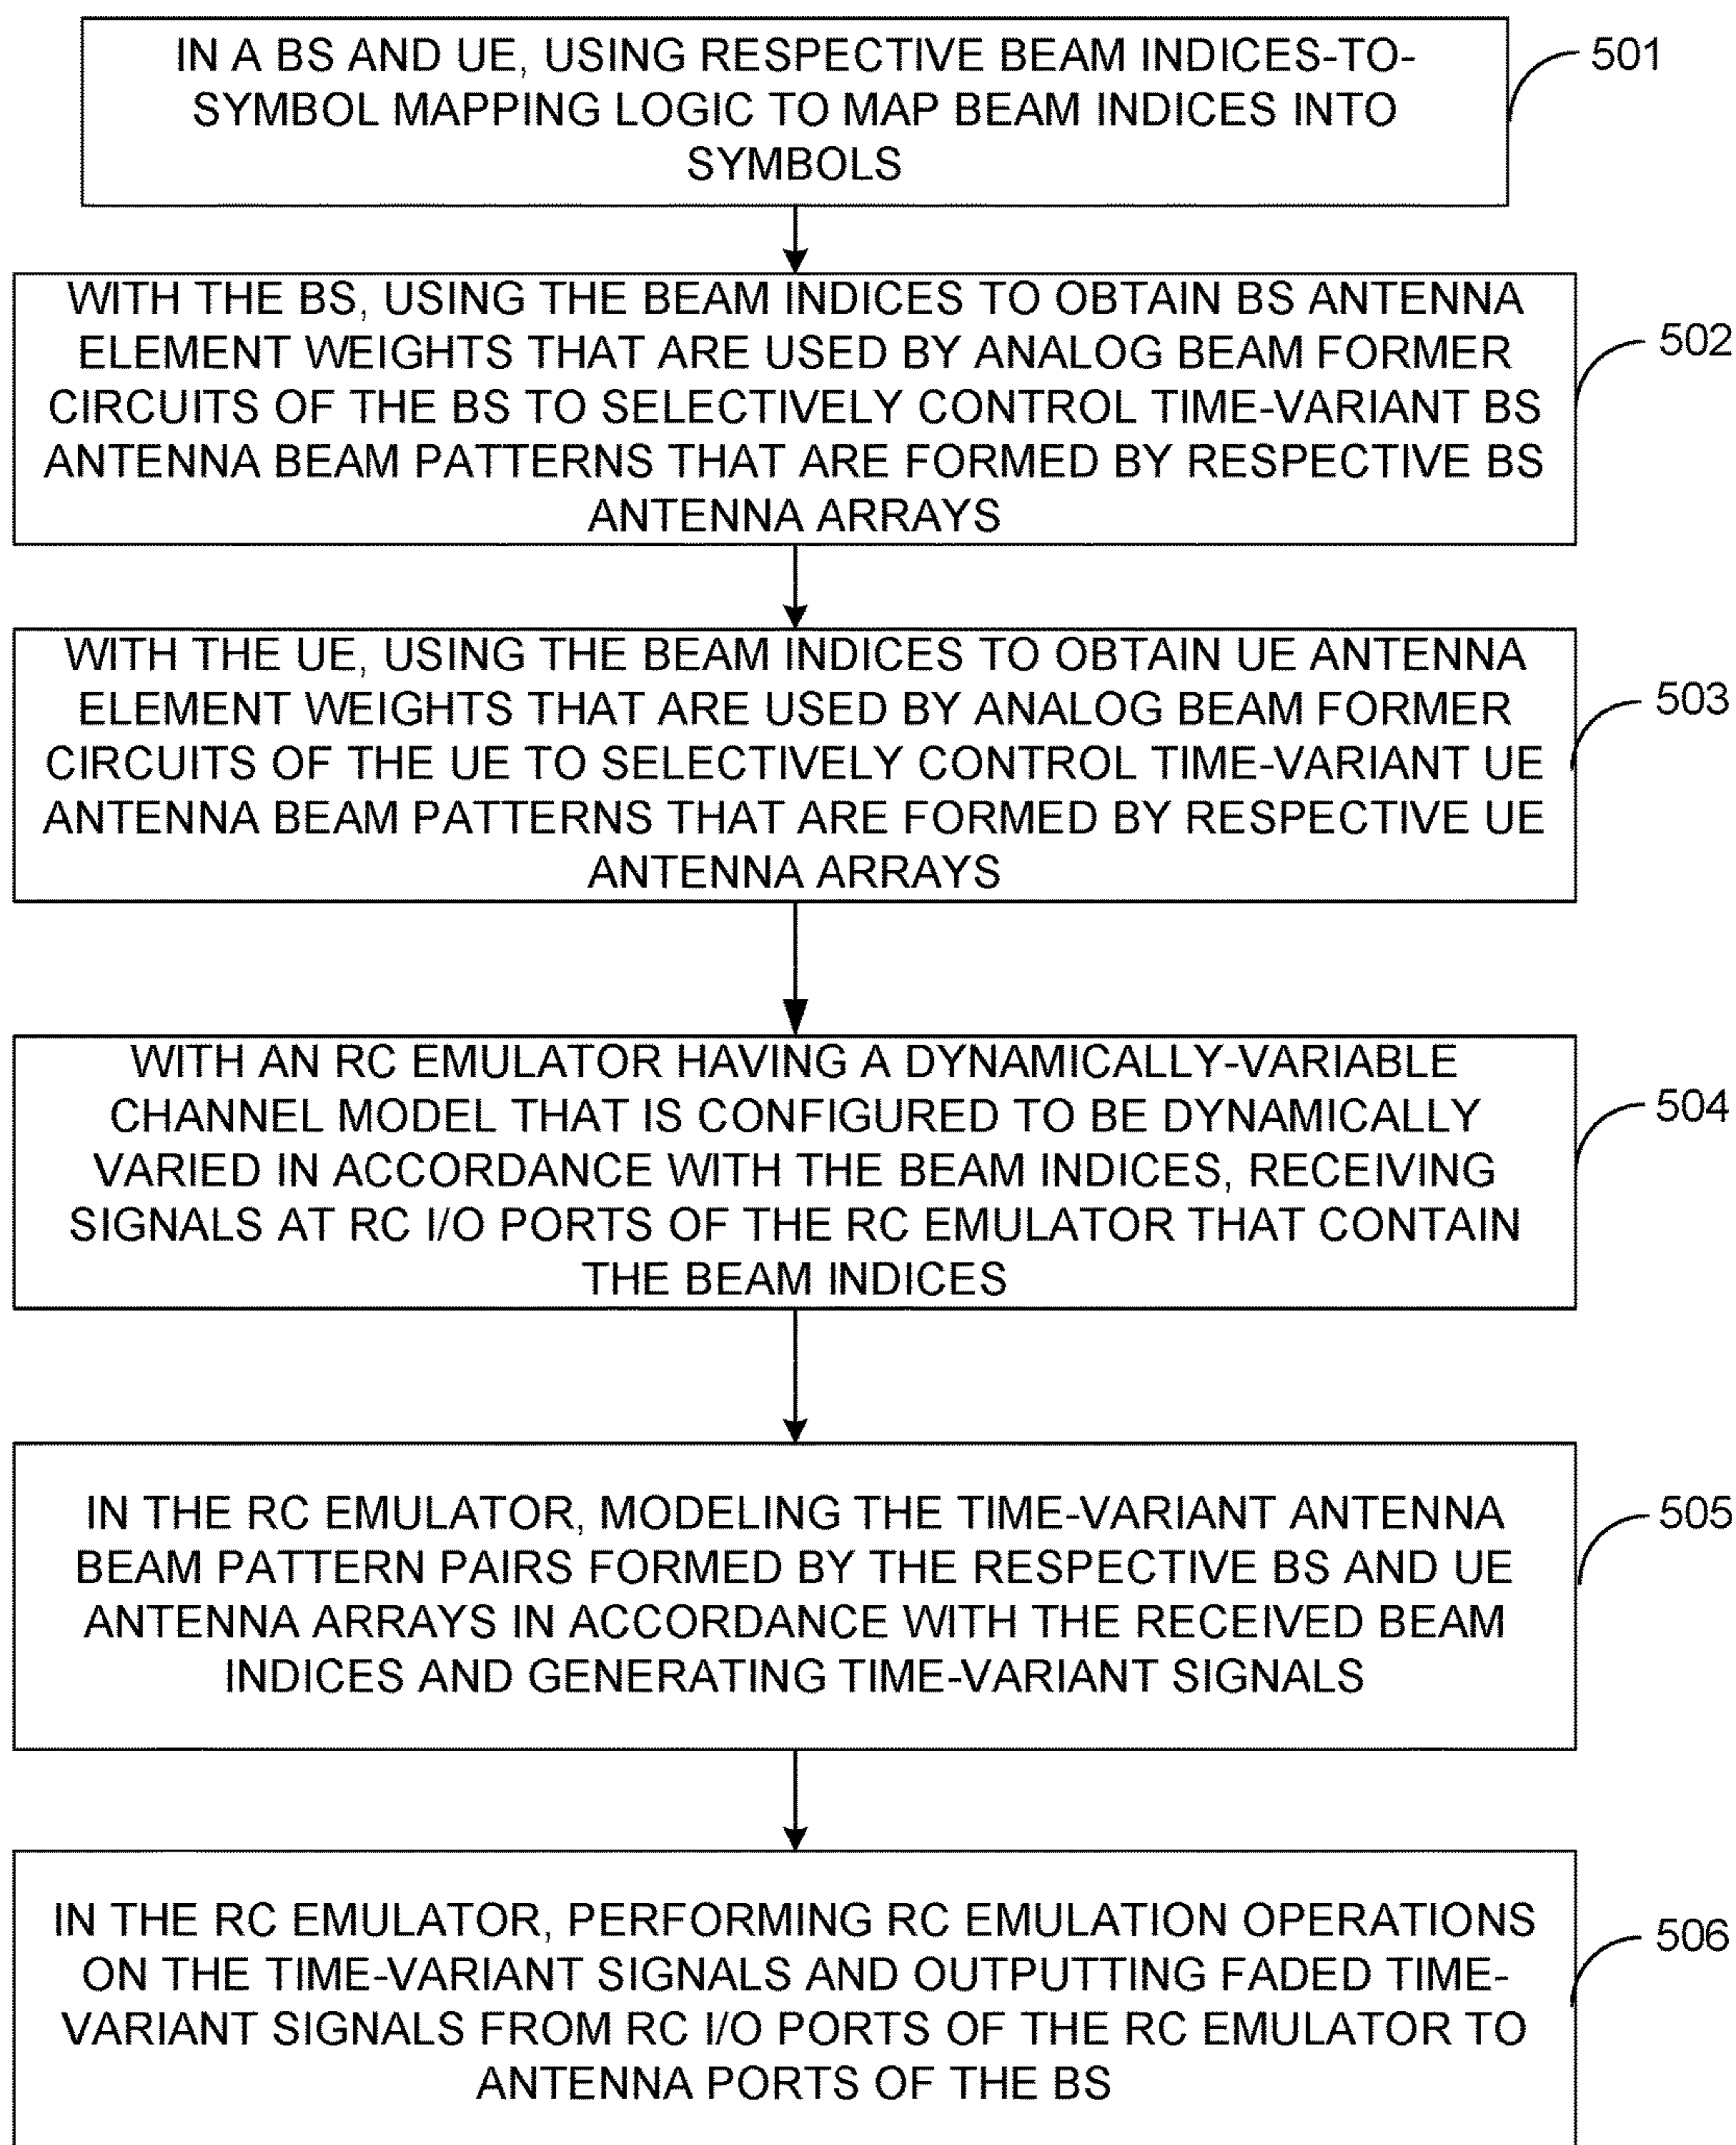 IN A BS AND UE, USING RESPECTIVE BEAM INDICES-TO-
SYMBOL MAPPING LOGIC TO MAP BEAM INDICES INTO
SYMBOLS
501
WITH THE BS, USING THE BEAM INDICES TO OBTAIN BS ANTENNA
ELEMENT WEIGHTS THAT ARE USED BY ANALOG BEAM FORMER
CIRCUITS OF THE BS TO SELECTIVELY CONTROL TIME-VARIANT BS
ANTENNA BEAM PATTERNS THAT ARE FORMED BY RESPECTIVE BS
ANTENNA ARRAYS
502
WITH THE UE, USING THE BEAM INDICES TO OBTAIN UE ANTENNA
ELEMENT WEIGHTS THAT ARE USED BY ANALOG BEAM FORMER
CIRCUITS OF THE UE TO SELECTIVELY CONTROL TIME-VARIANT UE
ANTENNA BEAM PATTERNS THAT ARE FORMED BY RESPECTIVE UE
ANTENNA ARRAYS
503
WITH AN RC EMULATOR HAVING A DYNAMICALLY-VARIABLE
CHANNEL MODEL THAT IS CONFIGURED TO BE DYNAMICALLY
VARIED IN ACCORDANCE WITH THE BEAM INDICES, RECEIVING
SIGNALS AT RC I/O PORTS OF THE RC EMULATOR THAT CONTAIN
THE BEAM INDICES
504
IN THE RC EMULATOR, MODELING THE TIME-VARIANT ANTENNA
BEAM PATTERN PAIRS FORMED BY THE RESPECTIVE BS AND UE
ANTENNA ARRAYS IN ACCORDANCE WITH THE RECEIVED BEAM
INDICES AND GENERATING TIME-VARIANT SIGNALS
505
IN THE RC EMULATOR, PERFORMING RC EMULATION OPERATIONS
ON THE TIME-VARIANT SIGNALS AND OUTPUTTING FADED TIME-
VARIANT SIGNALS FROM RC I/O PORTS OF THE RC EMULATOR TO
ANTENNA PORTS OF THE BS
506